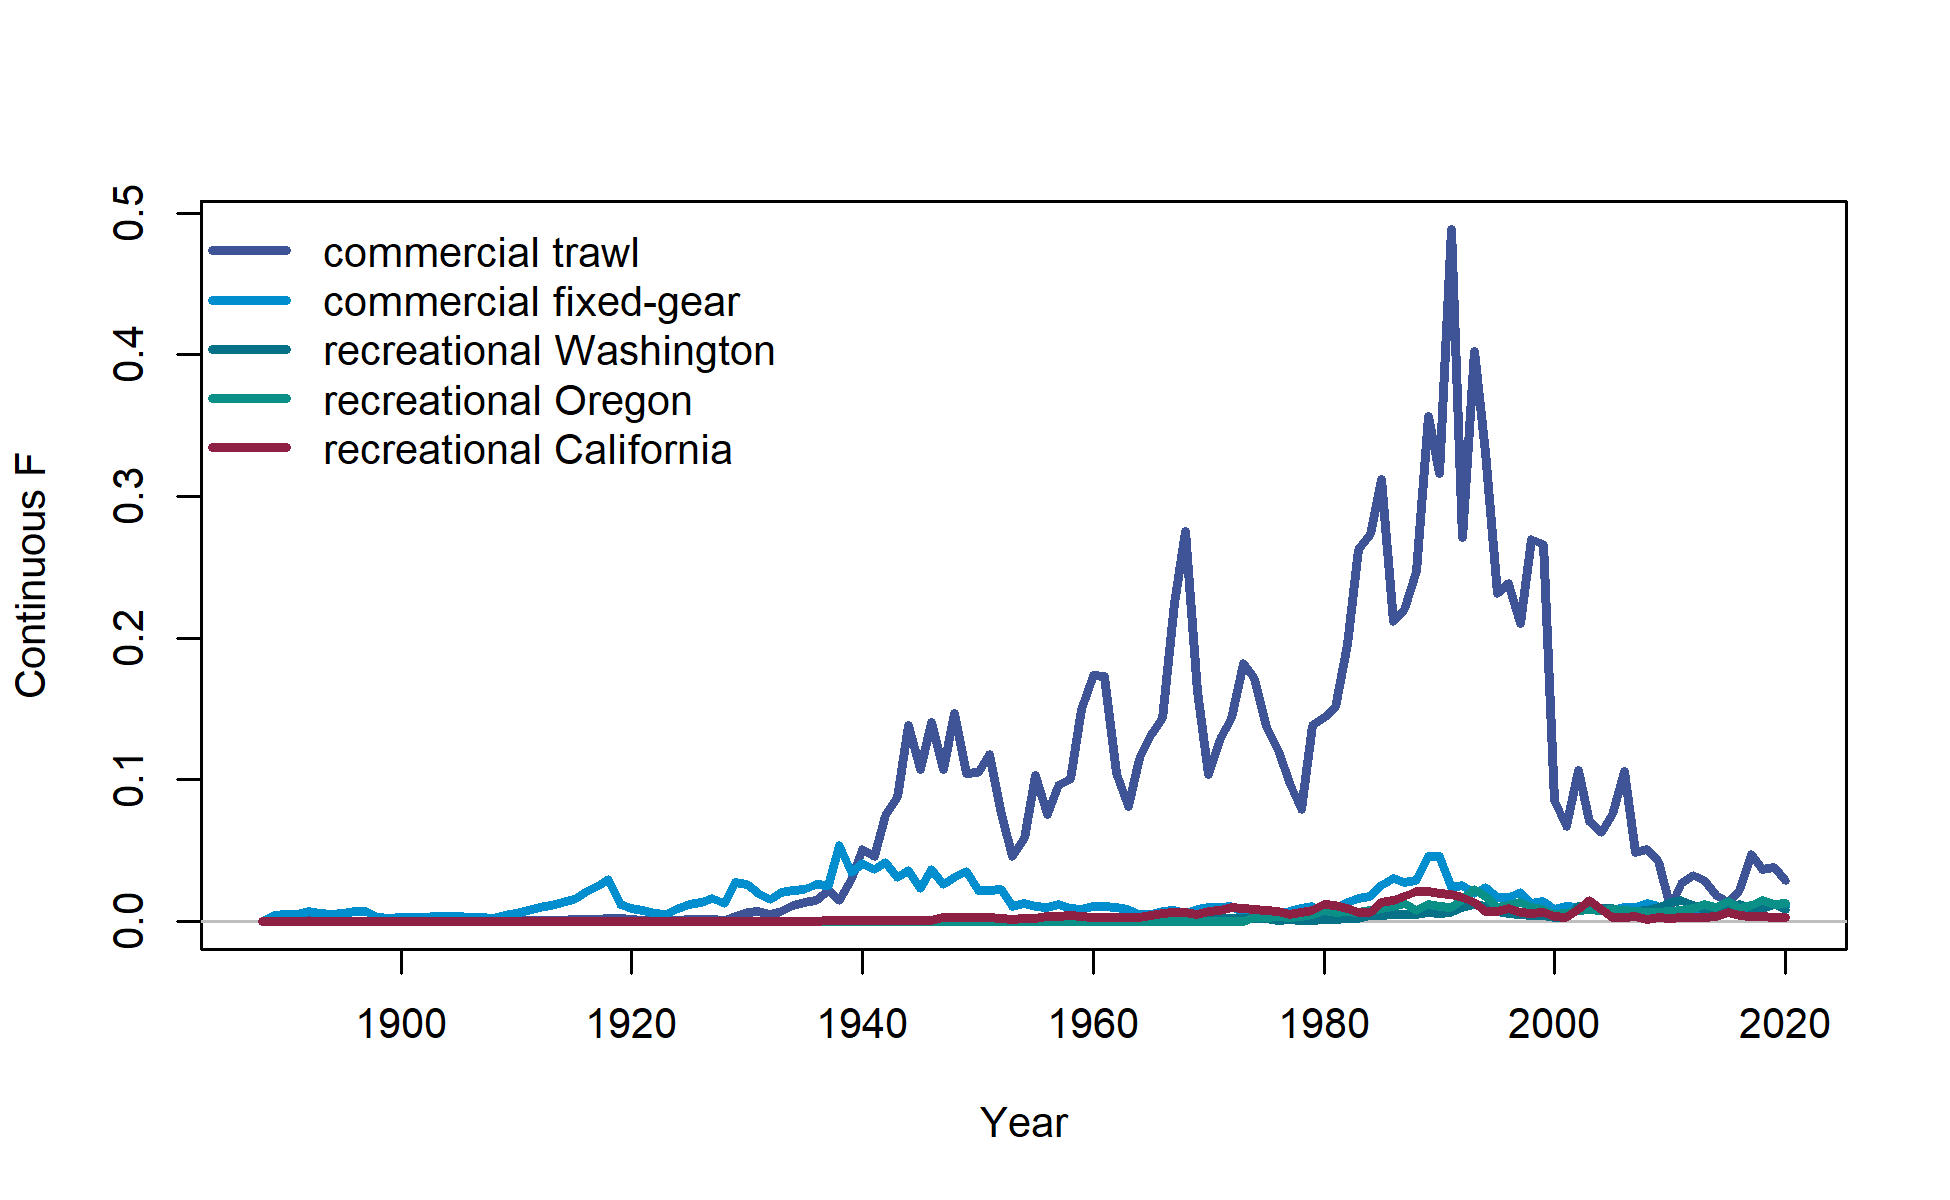 commercial trawl
commercial fixed-gear
recreational Washington
recreational Oregon
recreational California
Continuous F
0.0
0.1
0.2
0.3
0.4
0.5
1900
1920
1940
1960
1980
2000
2020
Year